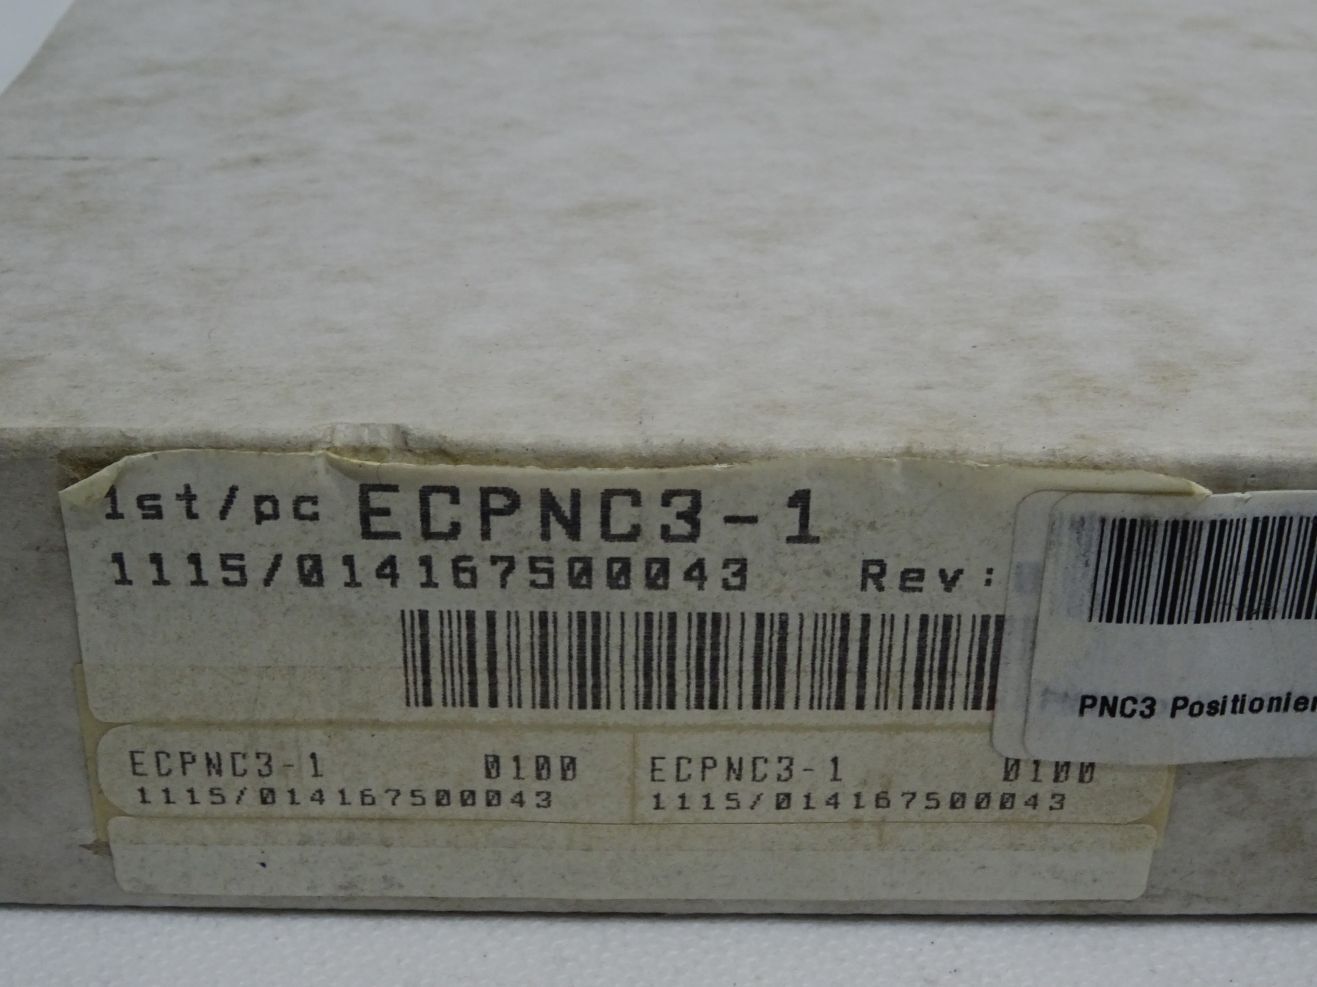 1st/pc ECPNC3-1
1115/014167500043 Rev:
PNC3 Positionier
ECPNC3-1 0100
1115/014167500043
ECPNC3-1 0100
1115/014167500043